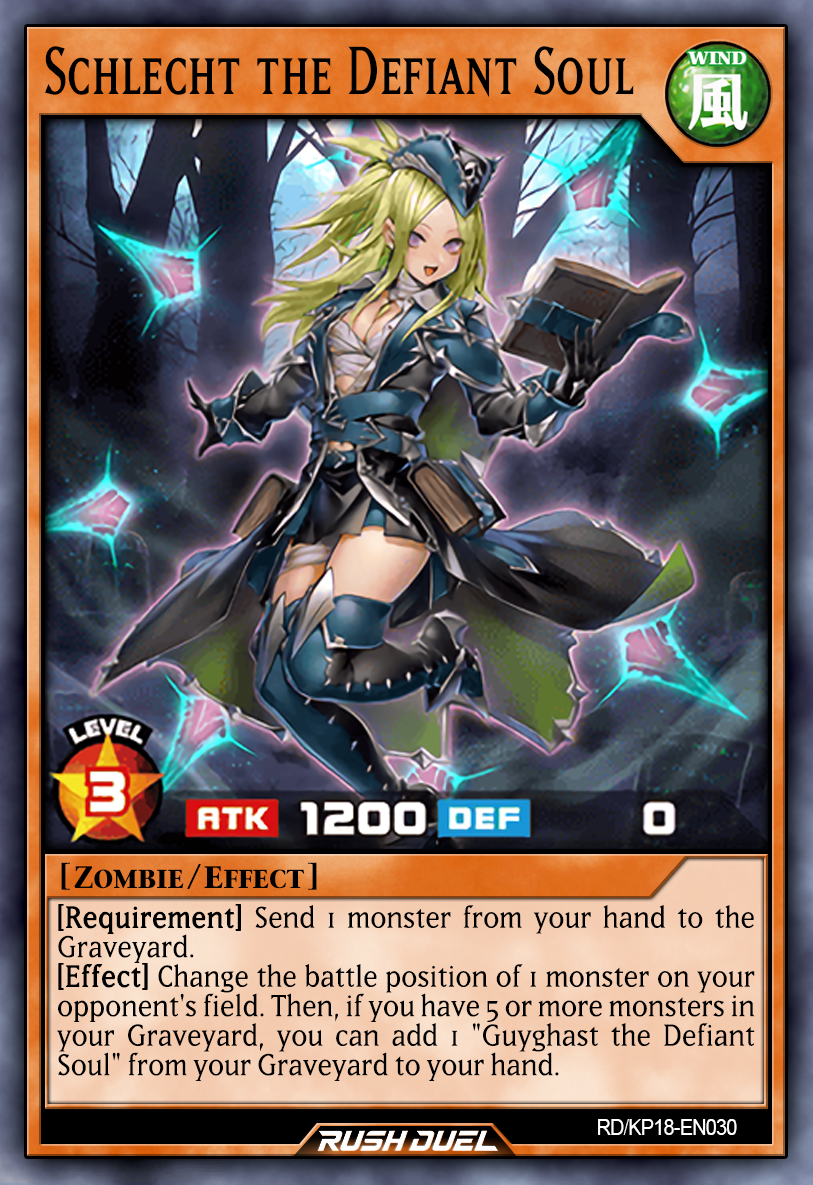 Schlecht the Defiant Soul
WIND
風
LEVEL
3
ATK 1200 DEF 0
[Zombie/Effect]
[Requirement] Send 1 monster from your hand to the
Graveyard.
[Effect] Change the battle position of 1 monster on your
opponent's field. Then, if you have 5 or more monsters in
your Graveyard, you can add 1 "Guyghast the Defiant
Soul" from your Graveyard to your hand.
RD/KP18-EN030
RUSH DUEL